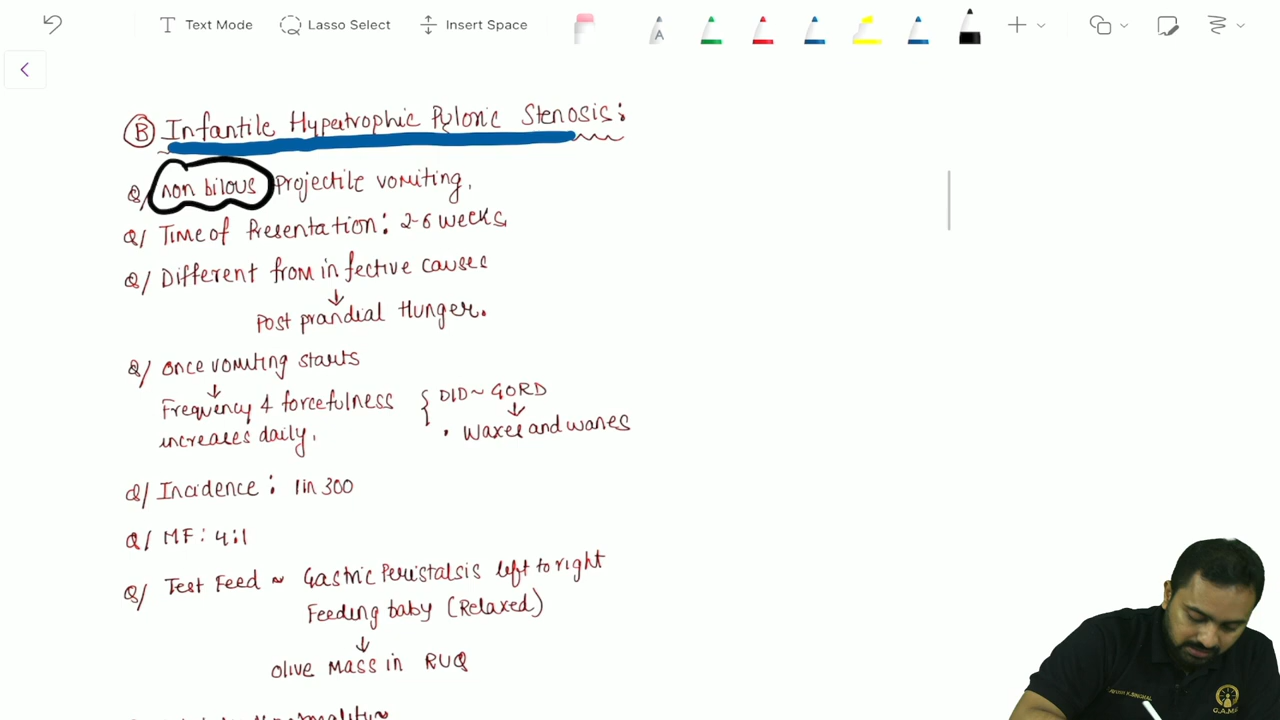 Text Mode
Lasso Select
Insert Space
A
B Infantile Hypertrophic Pyloric Stenosis:
Q/ non bilous Projectile vomiting.
Q/ Time of Presentation: 2-6 weeks
Q/ Different from infective causes
↓
Post prandial Hunger.
Q/ once vomiting starts
↓
Frequency & forcefulness
increases daily.
{ D/D ~ GORD
↓
. Waxes and wanes
Q/ Incidence: 1 in 300
Q/ MF: 4:1
Q/ Test Feed ~ Gastric Peristalsis left to right
Feeding baby (Relaxed)
↓
olive Mass in RUQ
AYUSH K.SINGHAL
G.A.M.E